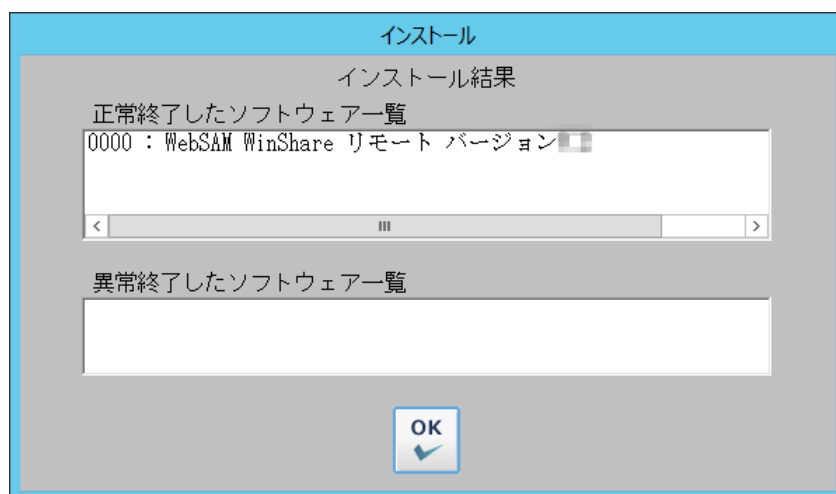 インストール
インストール結果
正常終了したソフトウェア一覧
0000 : WebSAM WinShare リモート バージョン
異常終了したソフトウェア一覧
OK